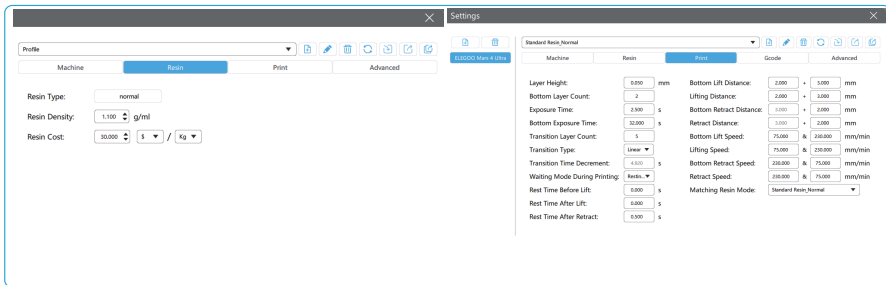 Profile
Machine Resin Print Advanced
Resin Type: normal
Resin Density: 1.100 g/ml
Resin Cost: 50.000 $ / Kg
Settings
ELEGOO Mars 4 Ultra
Standard Resin_Normal
Machine Resin Print Gcode Advanced
Layer Height: 0.050 mm Bottom Lift Distance: 2.000 + 3.000 mm
Bottom Layer Count: 2 Lifting Distance: 2.000 + 3.000 mm
Exposure Time: 2.500 s Bottom Retract Distance: 3.000 + 2.000 mm
Bottom Exposure Time: 32.000 s Retract Distance: 3.000 + 2.000 mm
Transition Layer Count: 5 Bottom Lift Speed: 75.000 & 230.000 mm/min
Transition Type: Linear Lifting Speed: 75.000 & 230.000 mm/min
Transition Time Decrement: 4.920 s Bottom Retract Speed: 230.000 & 75.000 mm/min
Waiting Mode During Printing: Restin.. Retract Speed: 230.000 & 75.000 mm/min
Rest Time Before Lift: 0.000 s Matching Resin Mode: Standard Resin_Normal
Rest Time After Lift: 0.000 s
Rest Time After Retract: 0.500 s